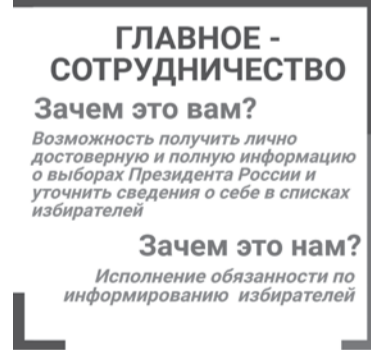 ГЛАВНОЕ -
СОТРУДНИЧЕСТВО
Зачем это вам?
Возможность получить лично
достоверную и полную информацию
о выборах Президента России и
уточнить сведения о себе в списках
избирателей
Зачем это нам?
Исполнение обязанности по
информированию избирателей